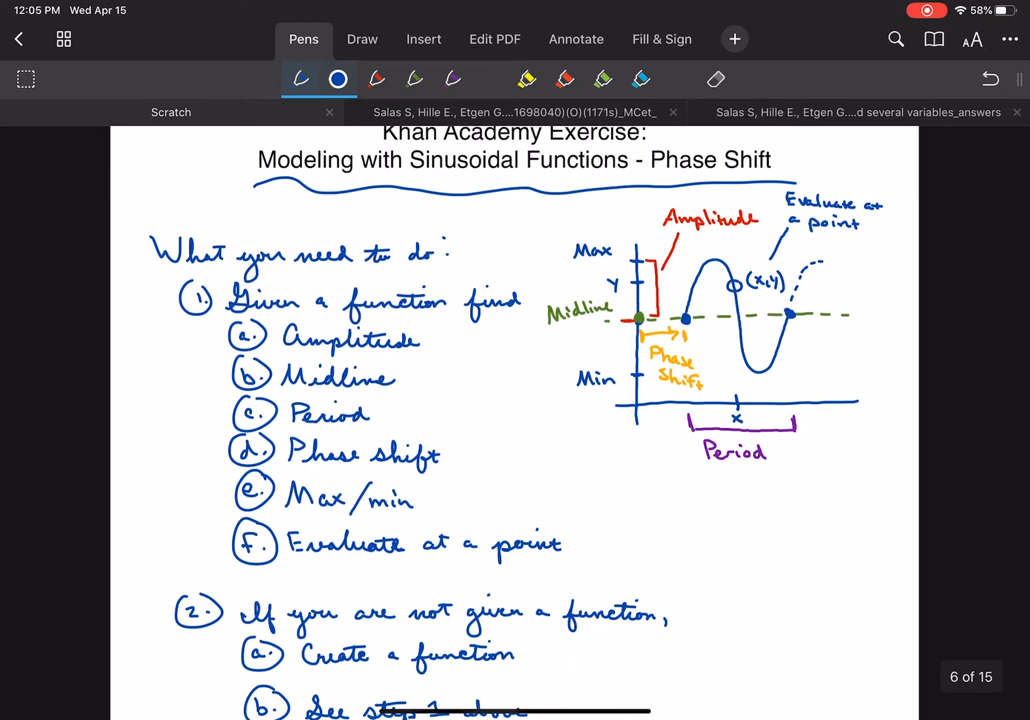 12:05 PM Wed Apr 15
58%
Pens Draw Insert Edit PDF Annotate Fill & Sign
Scratch
Salas S, Hille E., Etgen G....1698040)(O)(1171s)_MCet_
Salas S, Hille E., Etgen G....d several variables_answers
Khan Academy Exercise:
Modeling with Sinusoidal Functions - Phase Shift
What you need to do:
1. Given a function find
a. Amplitude
b. Midline
c. Period
d. Phase shift
e. Max/min
f. Evaluate at a point
2. If you are not given a function,
a. Create a function
b. See step 1 above
Amplitude
Evaluate at
a point
Max
Y
(x,y)
Midline
Phase
Shift
Min
x
Period
6 of 15